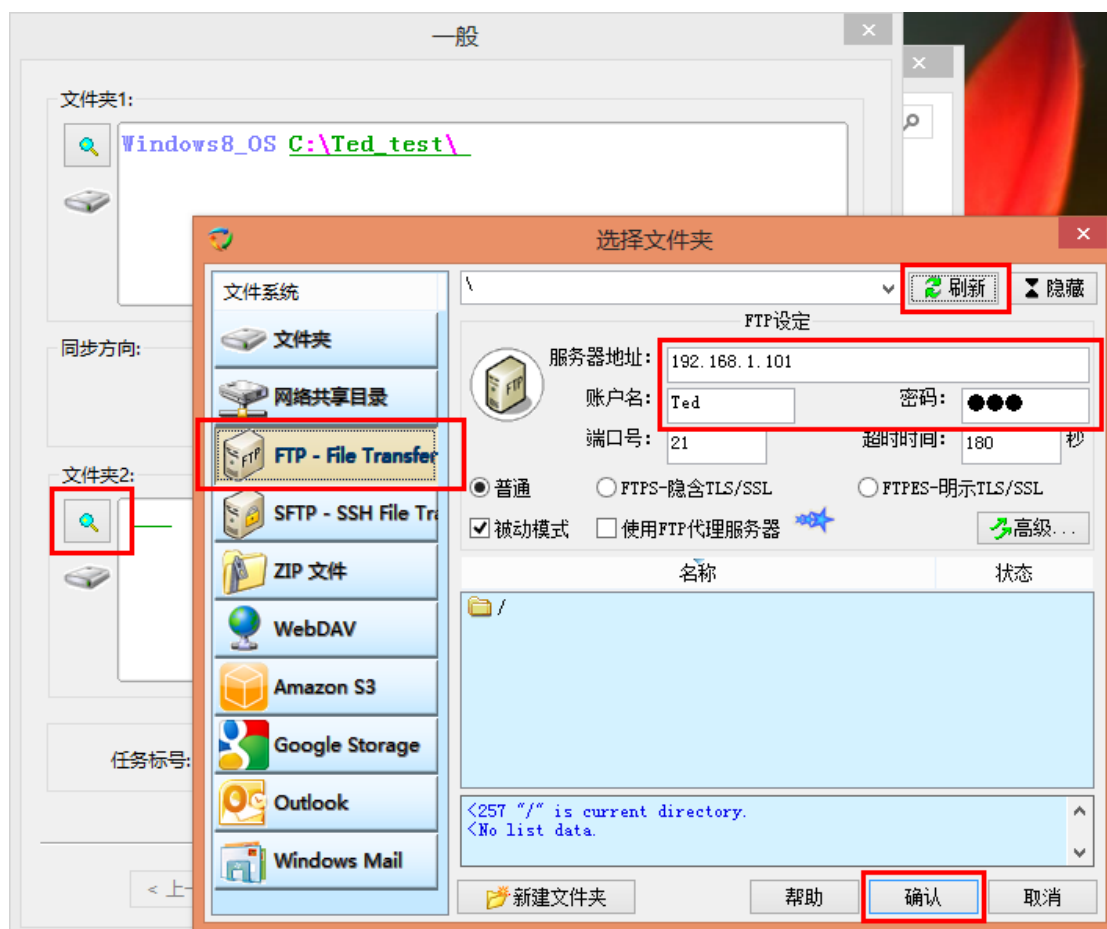 一般
文件夹1:
Windows8_OS C:\Ted_test\
同步方向:
文件夹2:
任务标号:
< 上一
选择文件夹
文件系统
文件夹
网络共享目录
FTP - File Transfer
SFTP - SSH File Tra
ZIP 文件
WebDAV
Amazon S3
Google Storage
Outlook
Windows Mail
\
刷新
隐藏
FTP设定
服务器地址: 192.168.1.101
账户名: Ted 密码: ●●●
端口号: 21 超时时间: 180 秒
普通 FTPS-隐含TLS/SSL FTPES-明示TLS/SSL
被动模式 使用FTP代理服务器 高级...
名称 状态
/
<257 "/" is current directory.
<No list data.
新建文件夹 帮助 确认 取消